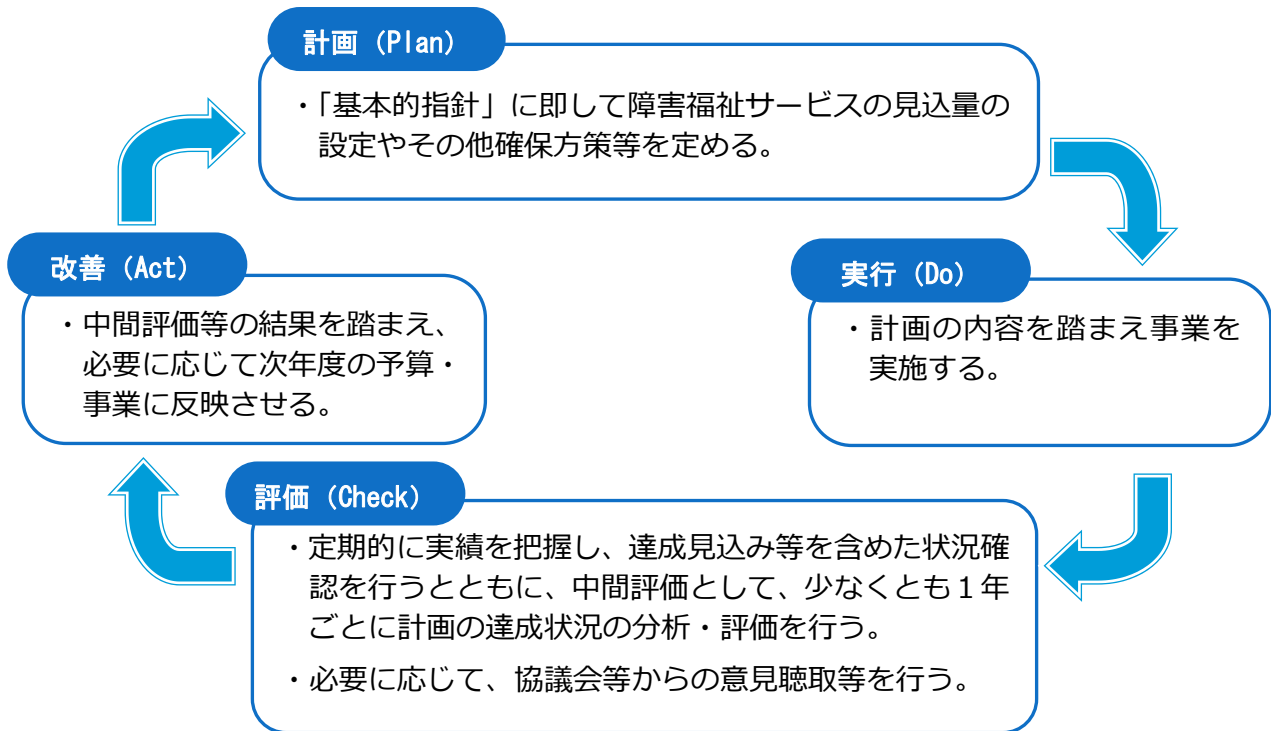 計画（Plan）
・「基本的指針」に即して障害福祉サービスの見込量の
設定やその他確保方策等を定める。
実行（Do）
・計画の内容を踏まえ事業を
実施する。
評価（Check）
・定期的に実績を把握し、達成見込み等を含めた状況確
認を行うとともに、中間評価として、少なくとも１年
ごとに計画の達成状況の分析・評価を行う。
・必要に応じて、協議会等からの意見聴取等を行う。
改善（Act）
・中間評価等の結果を踏まえ、
必要に応じて次年度の予算・
事業に反映させる。